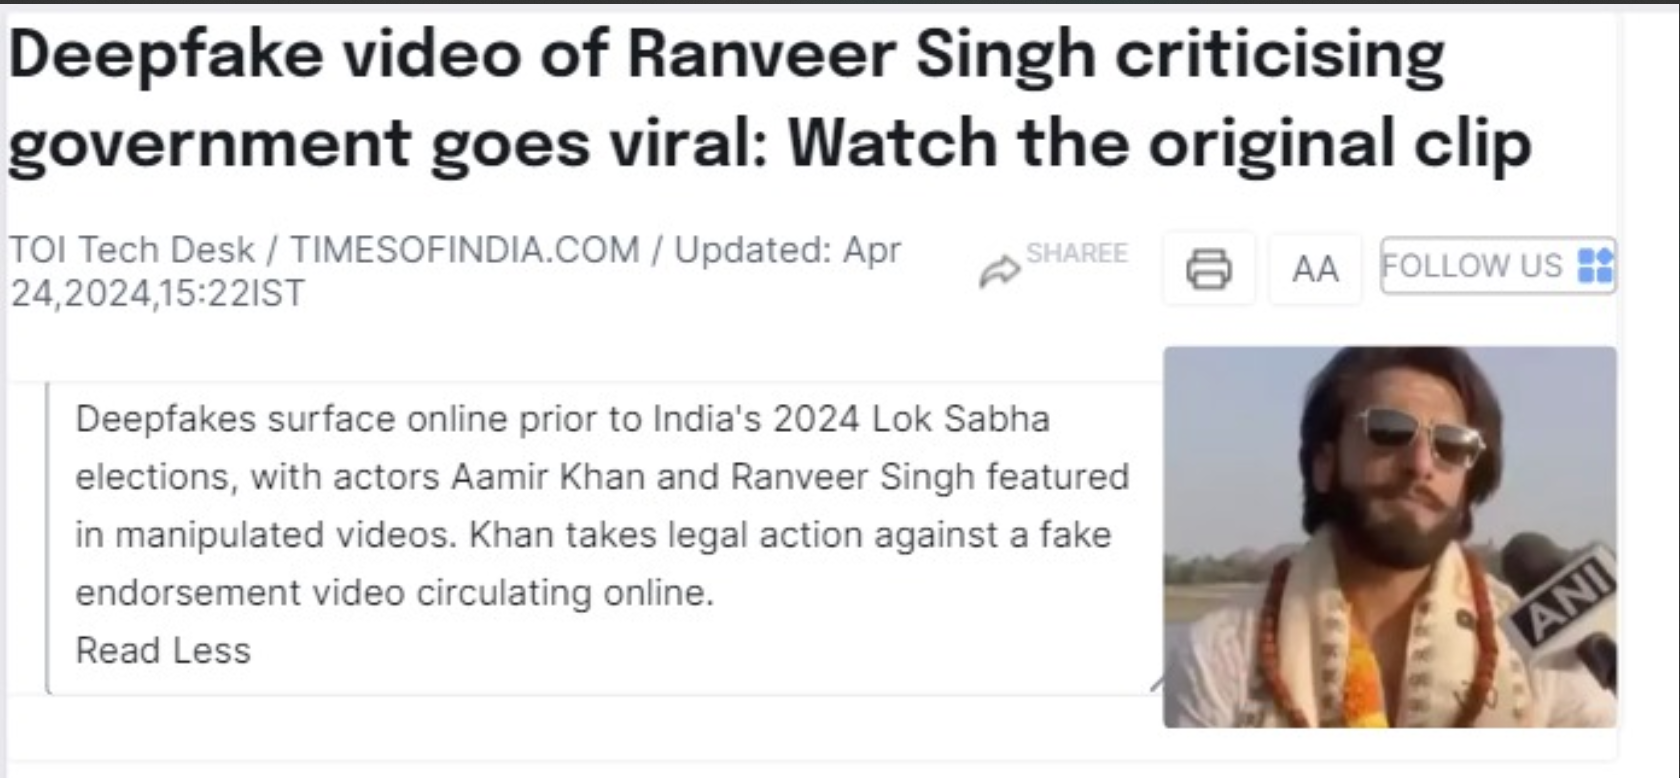 Deepfake video of Ranveer Singh criticising
government goes viral: Watch the original clip
TOI Tech Desk / TIMESOFINDIA.COM / Updated: Apr
24,2024,15:22IST
SHAREE
AA
FOLLOW US
Deepfakes surface online prior to India's 2024 Lok Sabha
elections, with actors Aamir Khan and Ranveer Singh featured
in manipulated videos. Khan takes legal action against a fake
endorsement video circulating online.
Read Less
ANI